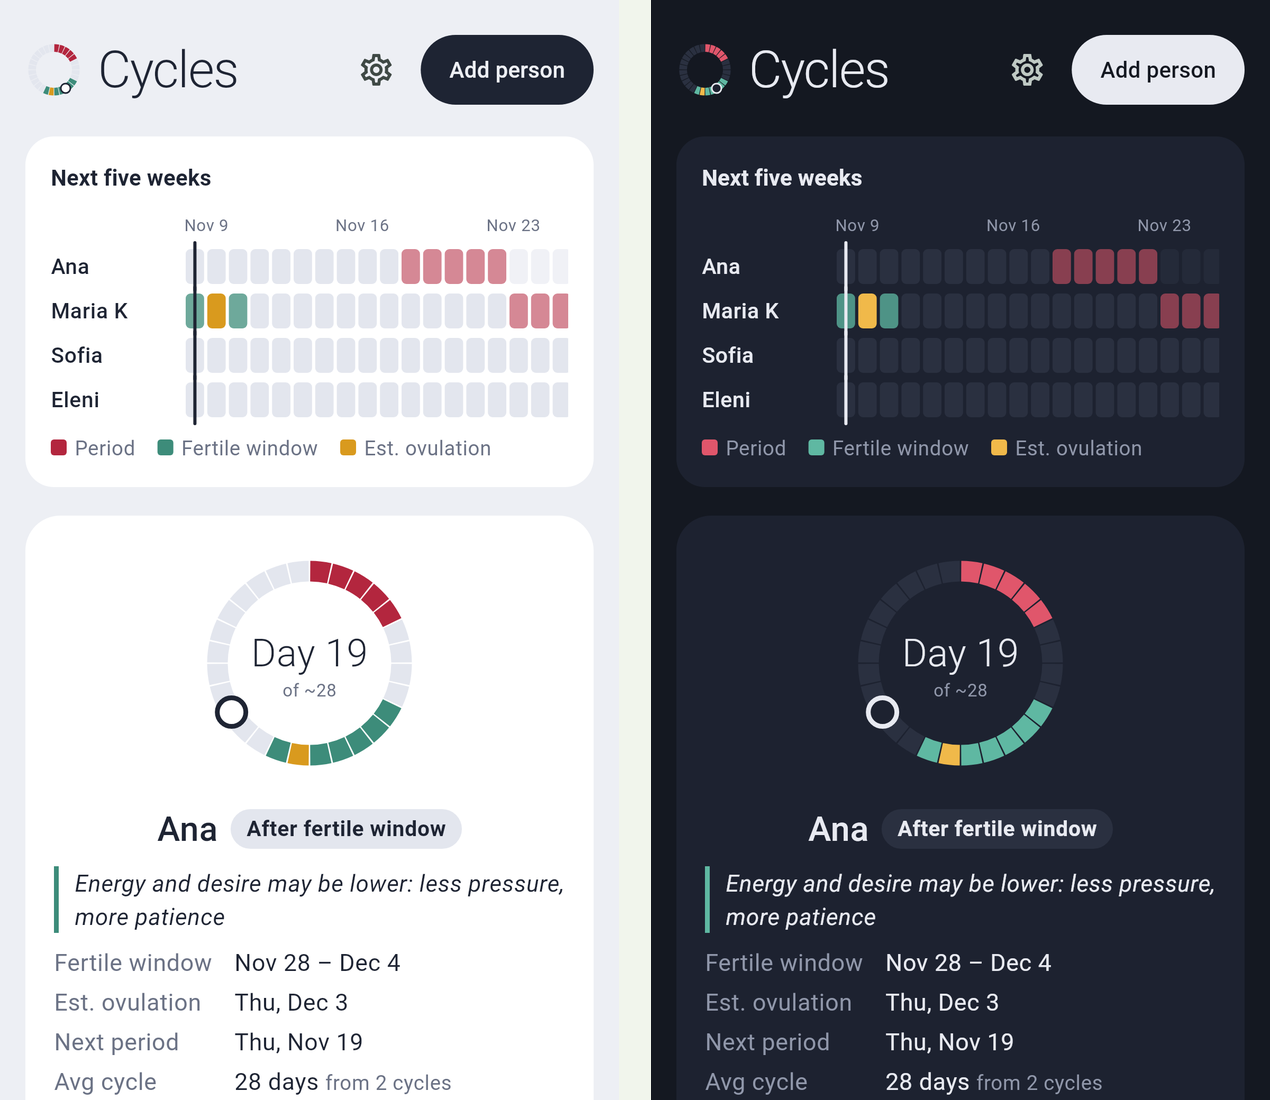 Cycles
Add person
Next five weeks
Nov 9 Nov 16 Nov 23
Ana
Maria K
Sofia
Eleni
Period Fertile window Est. ovulation
Day 19
of ~28
Ana After fertile window
Energy and desire may be lower: less pressure,
more patience
Fertile window Nov 28 – Dec 4
Est. ovulation Thu, Dec 3
Next period Thu, Nov 19
Avg cycle 28 days from 2 cycles
Cycles
Add person
Next five weeks
Nov 9 Nov 16 Nov 23
Ana
Maria K
Sofia
Eleni
Period Fertile window Est. ovulation
Day 19
of ~28
Ana After fertile window
Energy and desire may be lower: less pressure,
more patience
Fertile window Nov 28 – Dec 4
Est. ovulation Thu, Dec 3
Next period Thu, Nov 19
Avg cycle 28 days from 2 cycles